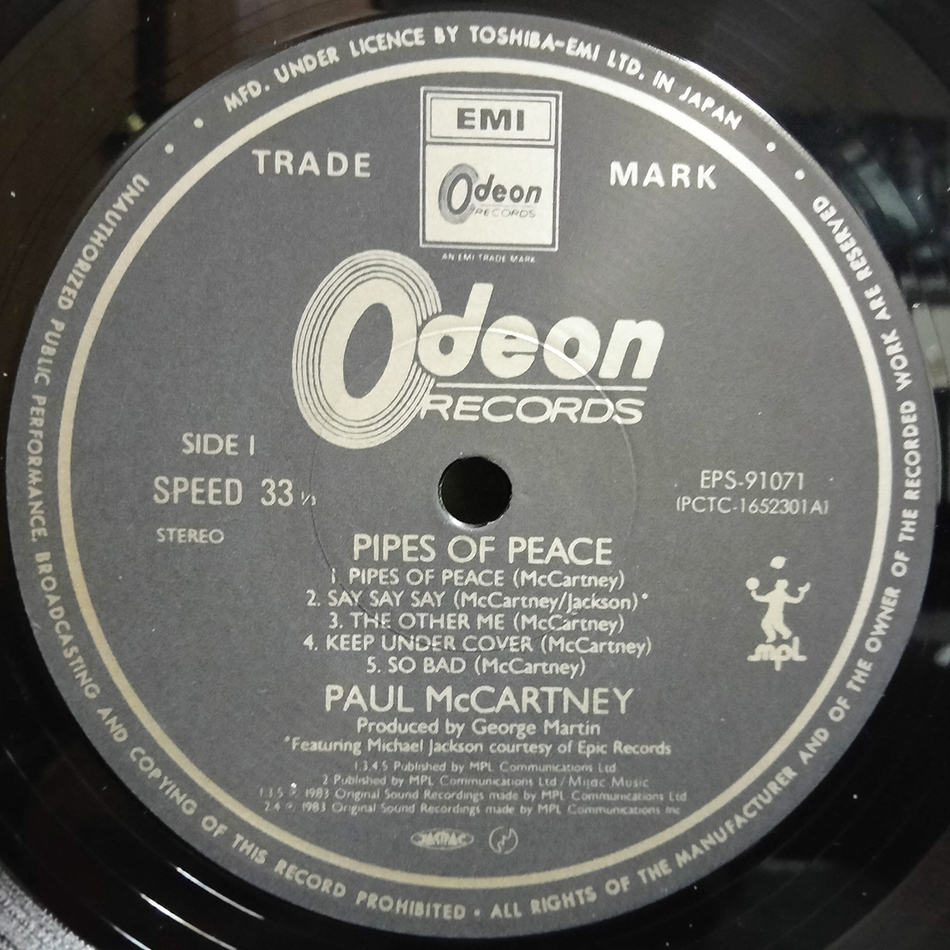 MFD. UNDER LICENCE BY TOSHIBA-EMI LTD. IN JAPAN
EMI
TRADE MARK
Odeon
RECORDS
AN EMI TRADE MARK
Odeon
RECORDS
SIDE 1
SPEED 33 1/3
STEREO
EPS-91071
(PCTC-1652301A)
PIPES OF PEACE
1. PIPES OF PEACE (McCartney)
2. SAY SAY SAY (McCartney/Jackson)*
3. THE OTHER ME (McCartney)
4. KEEP UNDER COVER (McCartney)
5. SO BAD (McCartney)
mpl
PAUL McCARTNEY
Produced by George Martin
*Featuring Michael Jackson courtesy of Epic Records
1.3.4.5 Published by MPL Communications Ltd
2 Published by MPL Communications Ltd / Mijac Music
1.3.5 ℗ 1983 Original Sound Recordings made by MPL Communications Ltd
2.4 ℗ 1983 Original Sound Recordings made by MPL Communications Inc
JASRAC
UNAUTHORIZED PUBLIC PERFORMANCE, BROADCASTING AND COPYING OF THIS RECORD PROHIBITED • ALL RIGHTS OF THE MANUFACTURER AND OF THE OWNER OF THE RECORDED WORK ARE RESERVED